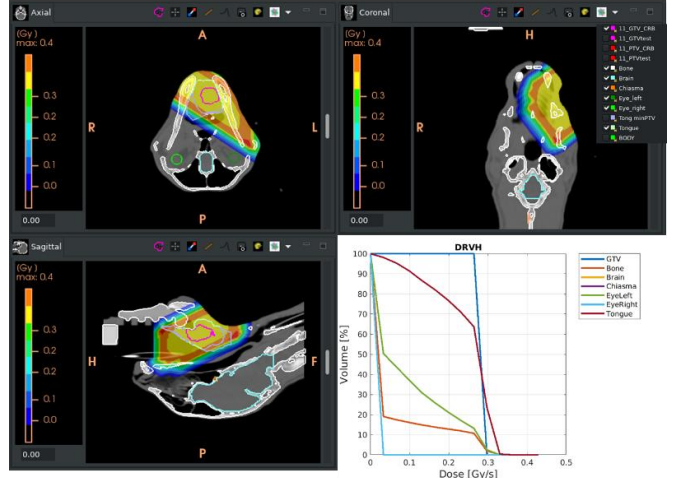 Axial
(Gy)
max: 0.4
0.3
0.2
0.1
0.0
0.00
A
R
L
P
Coronal
(Gy)
max: 0.4
0.3
0.2
0.1
0.0
0.00
H
R
11_GTV_CRB
11_GTVtest
11_PTV_CRB
11_PTVtest
Bone
Brain
Chiasma
Eye_left
Eye_right
Tong minPTV
Tongue
BODY
Sagittal
(Gy)
max: 0.4
0.3
0.2
0.1
0.0
0.00
A
H
F
P
DRVH
Volume [%]
100
90
80
70
60
50
40
30
20
10
0
0
0.1
0.2
0.3
0.4
0.5
Dose [Gy/s]
GTV
Bone
Brain
Chiasma
EyeLeft
EyeRight
Tongue